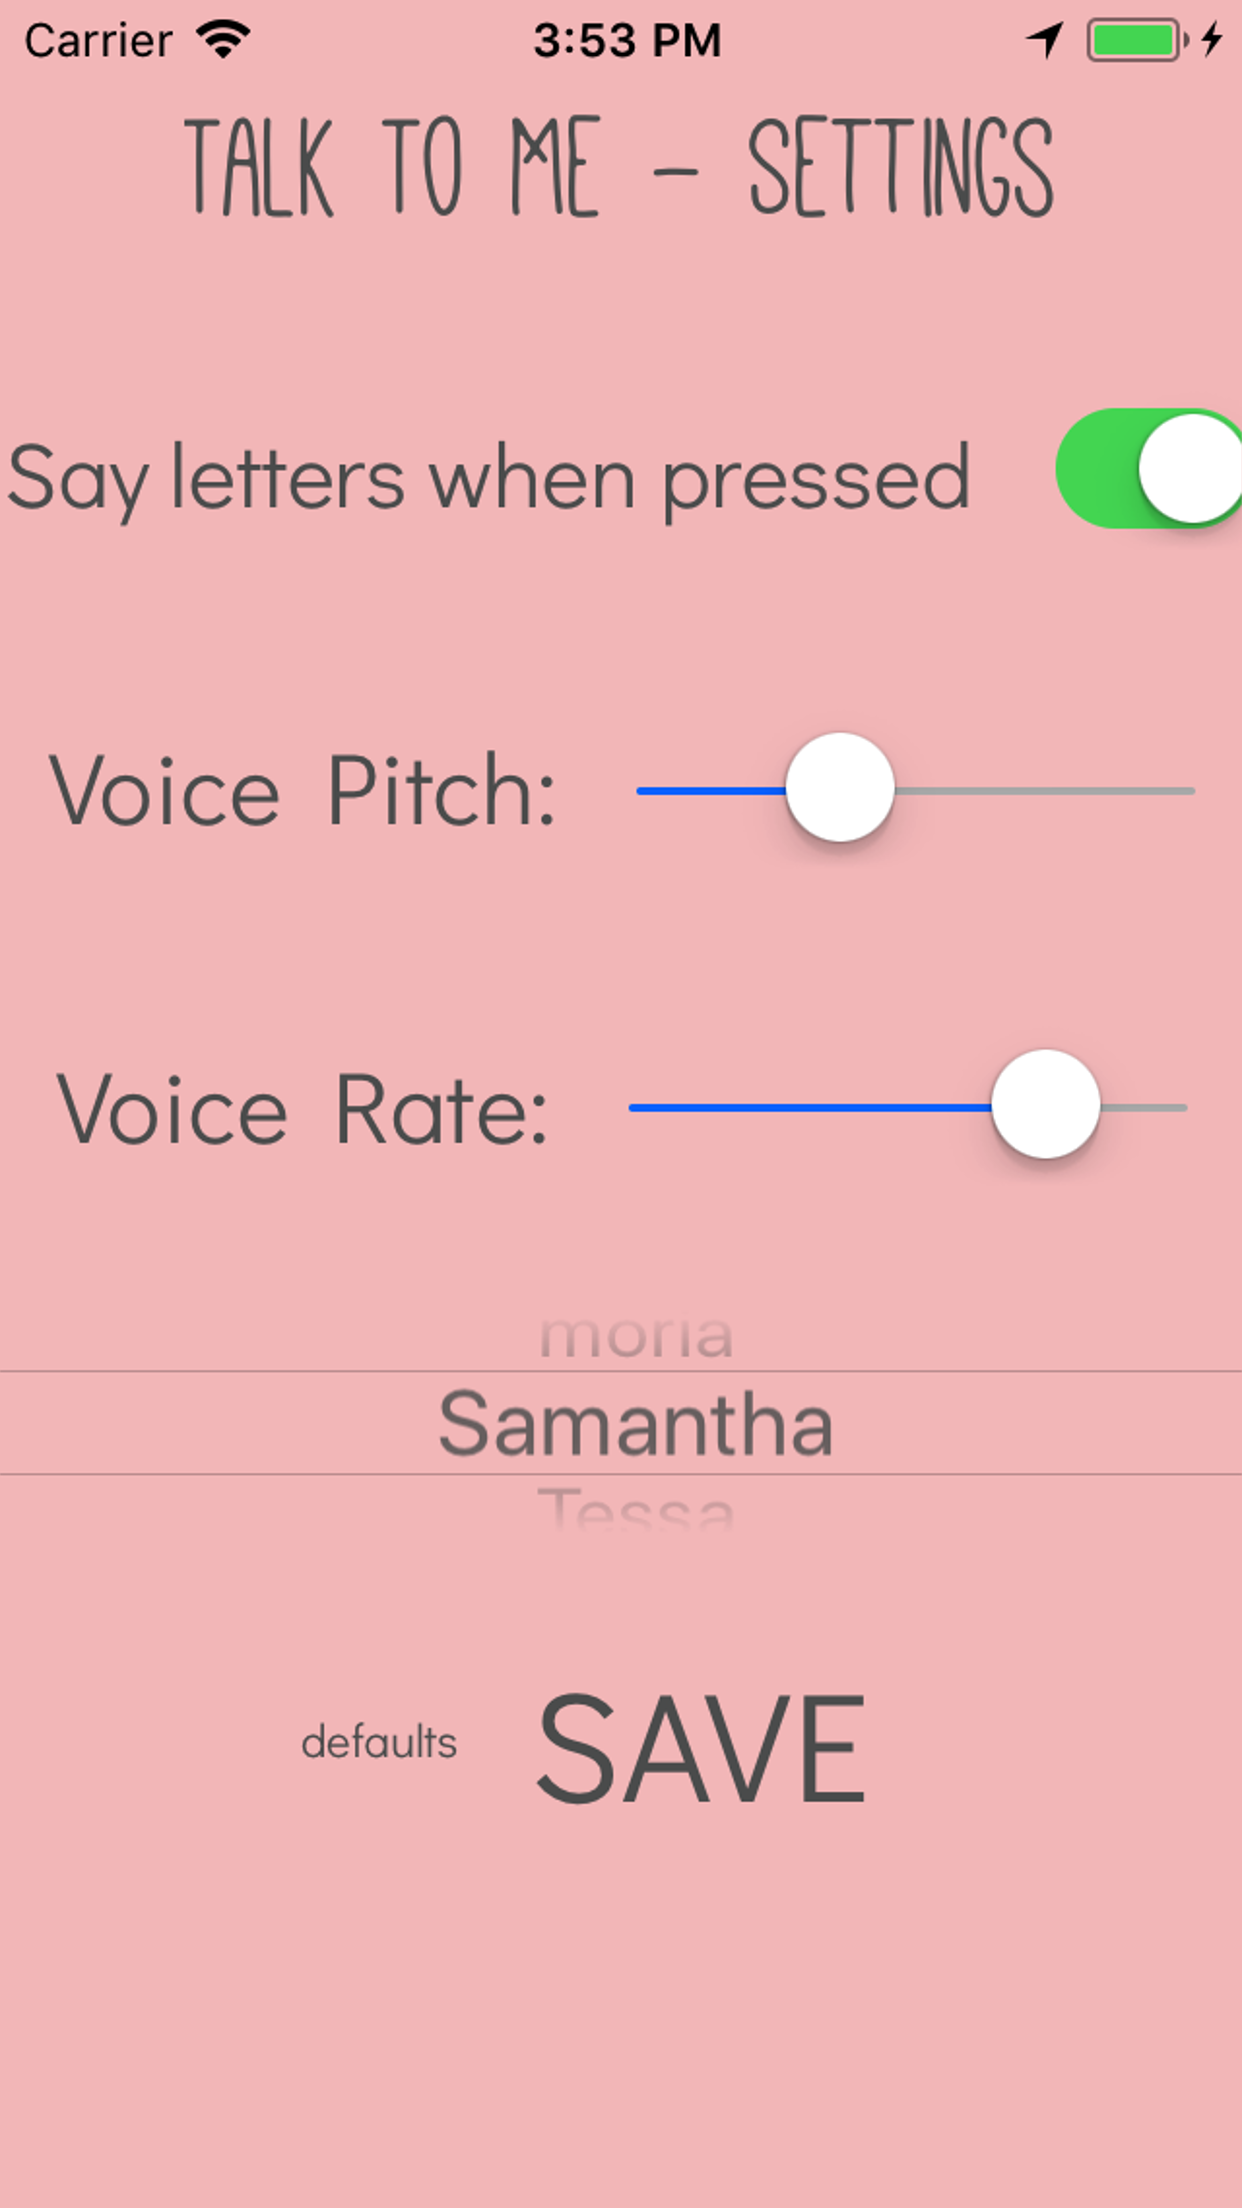 Carrier 3:53 PM
TALK TO ME - SETTINGS
Say letters when pressed
Voice Pitch:
Voice Rate:
Samantha
Tessa
defaults SAVE